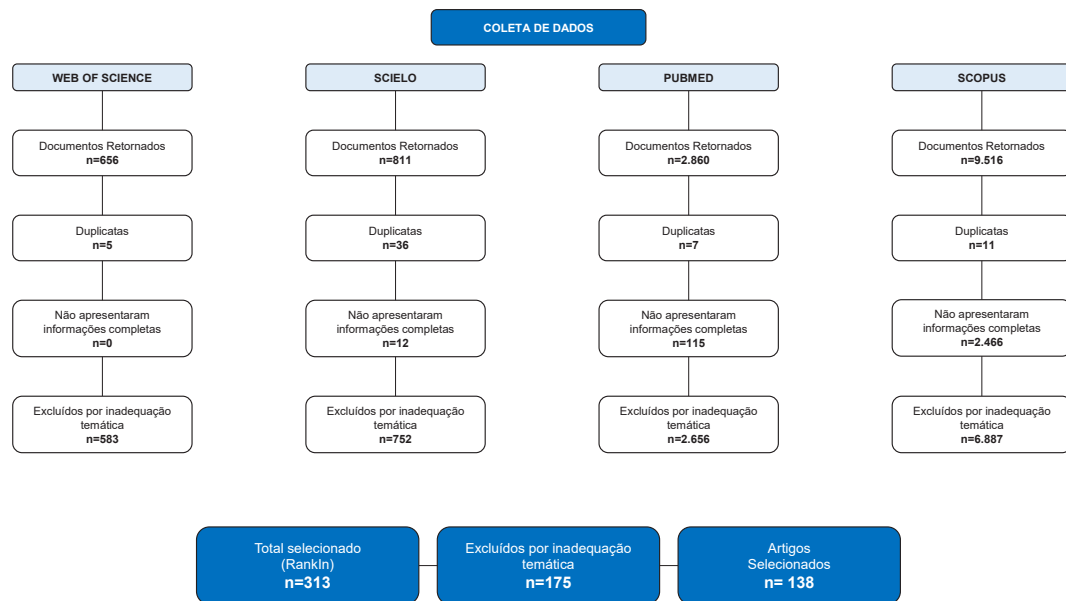 COLETA DE DADOS
WEB OF SCIENCE
Documentos Retornados
n=656
Duplicatas
n=5
Não apresentaram
informações completas
n=0
Excluídos por inadequação
temática
n=583
SCIELO
Documentos Retornados
n=811
Duplicatas
n=36
Não apresentaram
informações completas
n=12
Excluídos por inadequação
temática
n=752
PUBMED
Documentos Retornados
n=2.860
Duplicatas
n=7
Não apresentaram
informações completas
n=115
Excluídos por inadequação
temática
n=2.656
SCOPUS
Documentos Retornados
n=9.516
Duplicatas
n=11
Não apresentaram
informações completas
n=2.466
Excluídos por inadequação
temática
n=6.887
Total selecionado
(RankIn)
n=313
Excluídos por inadequação
temática
n=175
Artigos
Selecionados
n= 138